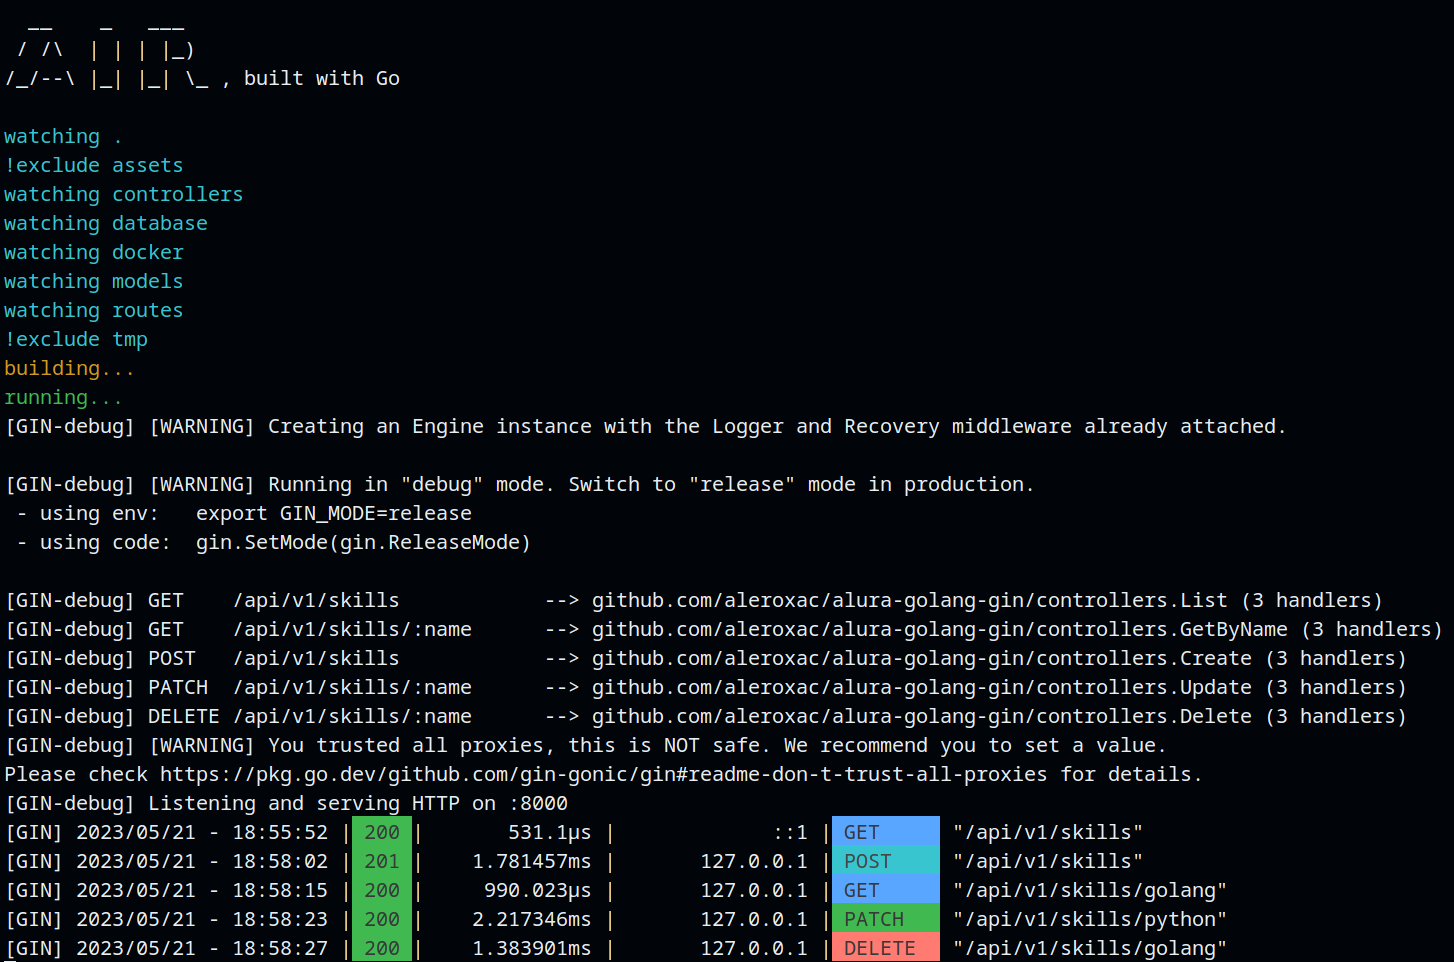 __    _   ___
 / /\  | | | |_)
/_/--\ |_| |_| \_ , built with Go

watching .
!exclude assets
watching controllers
watching database
watching docker
watching models
watching routes
!exclude tmp
building...
running...
[GIN-debug] [WARNING] Creating an Engine instance with the Logger and Recovery middleware already attached.

[GIN-debug] [WARNING] Running in "debug" mode. Switch to "release" mode in production.
 - using env:   export GIN_MODE=release
 - using code:  gin.SetMode(gin.ReleaseMode)

[GIN-debug] GET    /api/v1/skills            --> github.com/aleroxac/alura-golang-gin/controllers.List (3 handlers)
[GIN-debug] GET    /api/v1/skills/:name      --> github.com/aleroxac/alura-golang-gin/controllers.GetByName (3 handlers)
[GIN-debug] POST   /api/v1/skills            --> github.com/aleroxac/alura-golang-gin/controllers.Create (3 handlers)
[GIN-debug] PATCH  /api/v1/skills/:name      --> github.com/aleroxac/alura-golang-gin/controllers.Update (3 handlers)
[GIN-debug] DELETE /api/v1/skills/:name      --> github.com/aleroxac/alura-golang-gin/controllers.Delete (3 handlers)
[GIN-debug] [WARNING] You trusted all proxies, this is NOT safe. We recommend you to set a value.
Please check https://pkg.go.dev/github.com/gin-gonic/gin#readme-don-t-trust-all-proxies for details.
[GIN-debug] Listening and serving HTTP on :8000
[GIN] 2023/05/21 - 18:55:52 | 200 |       531.1µs |             ::1 | GET      "/api/v1/skills"
[GIN] 2023/05/21 - 18:58:02 | 201 |    1.781457ms |       127.0.0.1 | POST     "/api/v1/skills"
[GIN] 2023/05/21 - 18:58:15 | 200 |     990.023µs |       127.0.0.1 | GET      "/api/v1/skills/golang"
[GIN] 2023/05/21 - 18:58:23 | 200 |    2.217346ms |       127.0.0.1 | PATCH    "/api/v1/skills/python"
[GIN] 2023/05/21 - 18:58:27 | 200 |    1.383901ms |       127.0.0.1 | DELETE   "/api/v1/skills/golang"